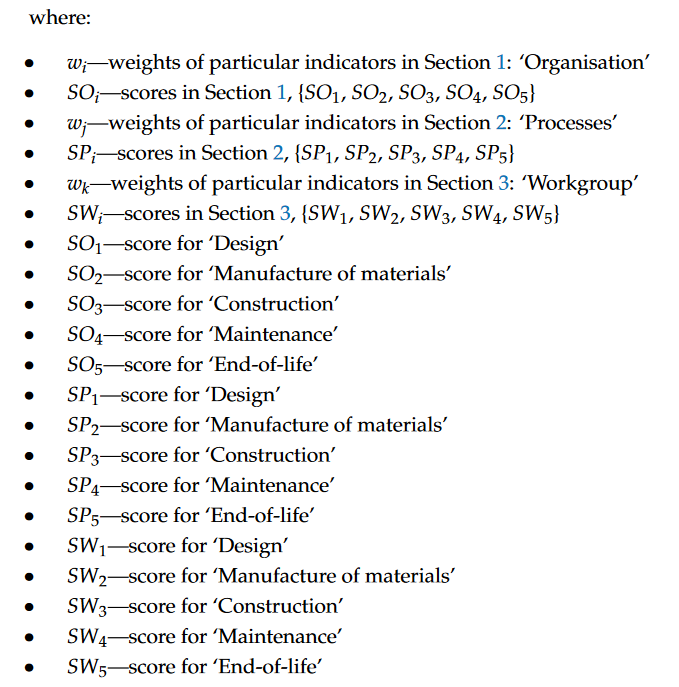 where:
• wᵢ—weights of particular indicators in Section 1: ‘Organisation’
• SOᵢ—scores in Section 1, {SO₁, SO₂, SO₃, SO₄, SO₅}
• wⱼ—weights of particular indicators in Section 2: ‘Processes’
• SPᵢ—scores in Section 2, {SP₁, SP₂, SP₃, SP₄, SP₅}
• wₖ—weights of particular indicators in Section 3: ‘Workgroup’
• SWᵢ—scores in Section 3, {SW₁, SW₂, SW₃, SW₄, SW₅}
• SO₁—score for ‘Design’
• SO₂—score for ‘Manufacture of materials’
• SO₃—score for ‘Construction’
• SO₄—score for ‘Maintenance’
• SO₅—score for ‘End-of-life’
• SP₁—score for ‘Design’
• SP₂—score for ‘Manufacture of materials’
• SP₃—score for ‘Construction’
• SP₄—score for ‘Maintenance’
• SP₅—score for ‘End-of-life’
• SW₁—score for ‘Design’
• SW₂—score for ‘Manufacture of materials’
• SW₃—score for ‘Construction’
• SW₄—score for ‘Maintenance’
• SW₅—score for ‘End-of-life’